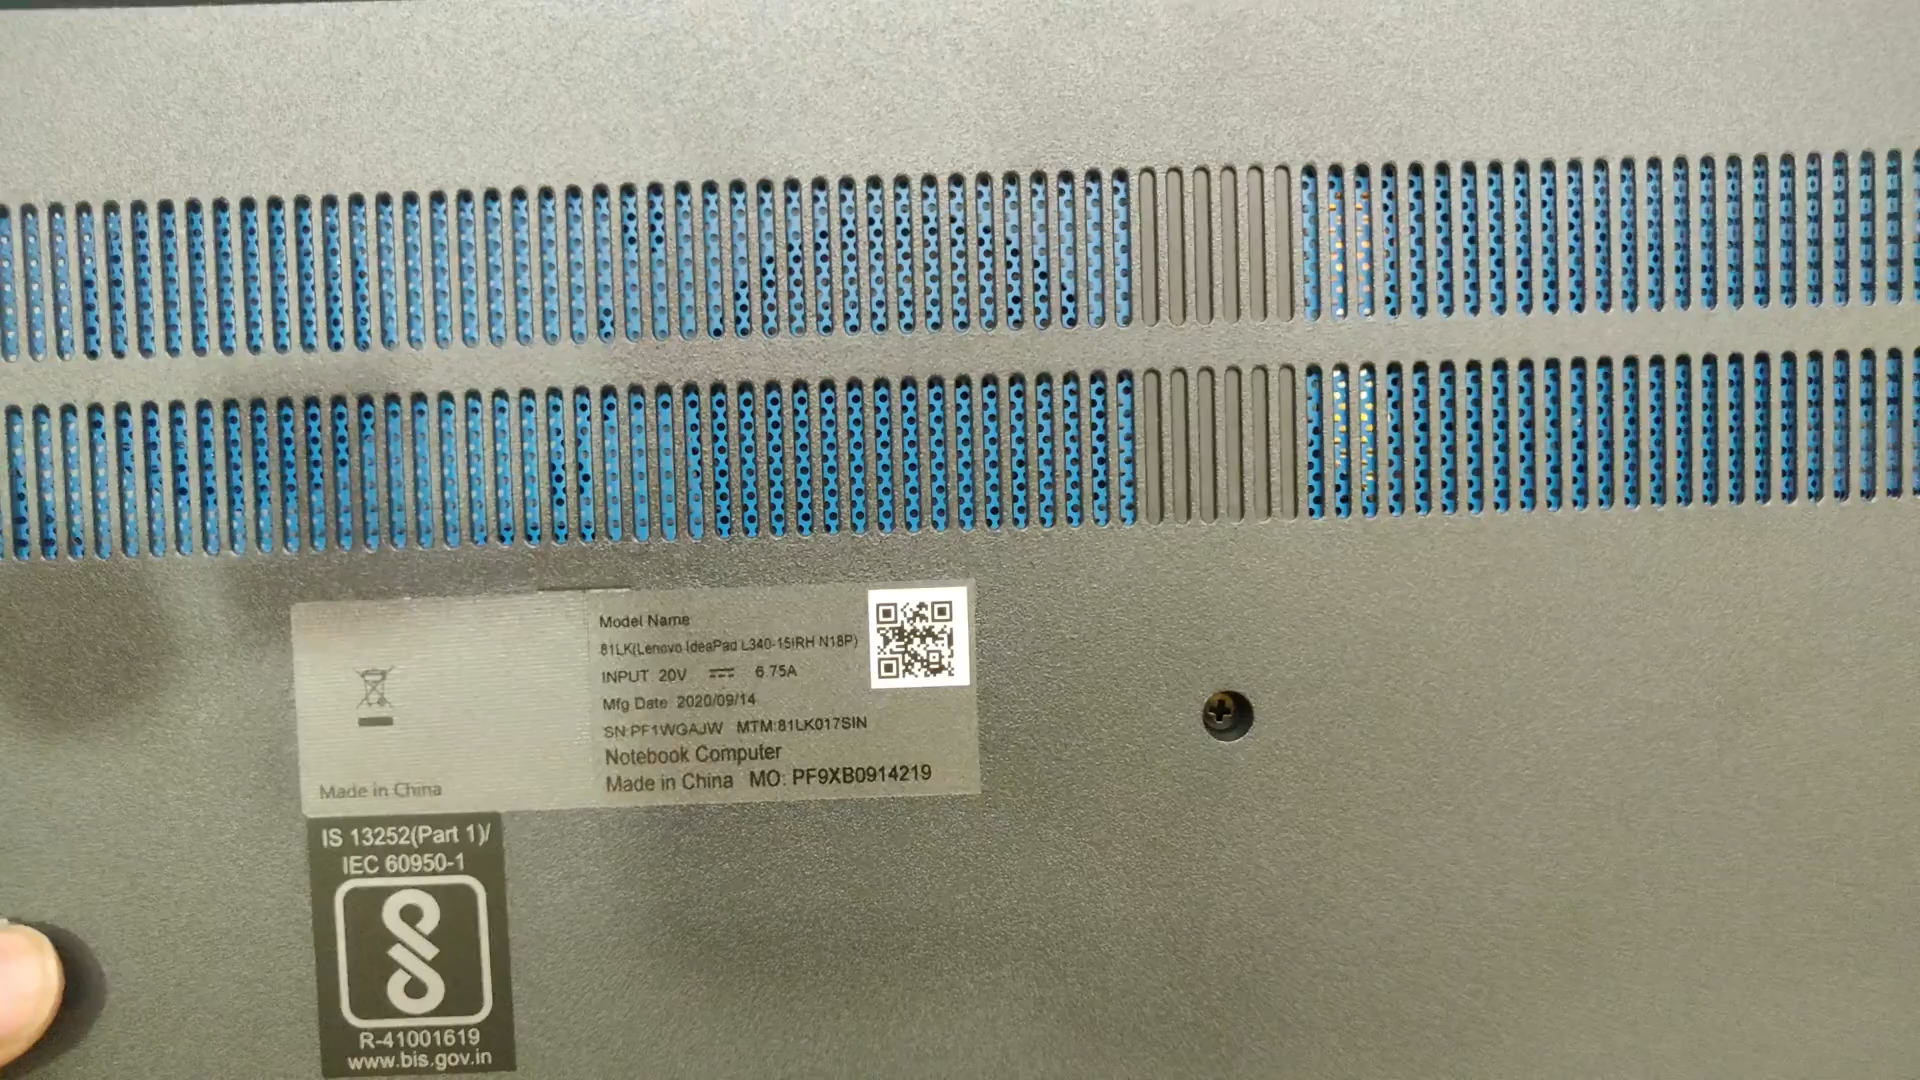 Model Name
81LK(Lenovo IdeaPad L340-15IRH N18P)
INPUT 20V ⎓ 6.75A
Mfg Date: 2020/09/14
SN:PF1WGAJW MTM:81LK017SIN
Notebook Computer
Made in China MO: PF9XB0914219
Made in China
IS 13252(Part 1)/
IEC 60950-1
R-41001619
www.bis.gov.in